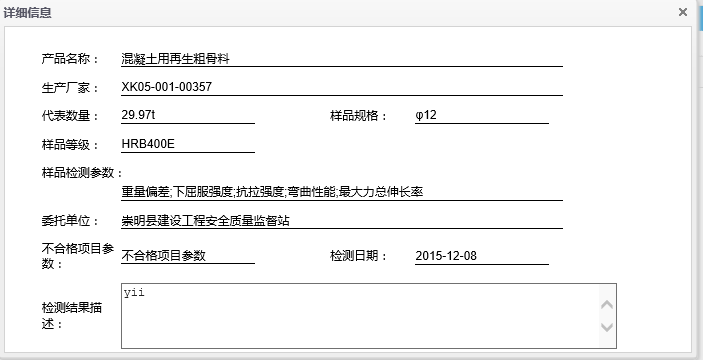 详细信息
产品名称： 混凝土用再生粗骨料
生产厂家： XK05-001-00357
代表数量： 29.97t 样品规格： φ12
样品等级： HRB400E
样品检测参数：
重量偏差;下屈服强度;抗拉强度;弯曲性能;最大力总伸长率
委托单位： 崇明县建设工程安全质量监督站
不合格项目参
数： 不合格项目参数 检测日期： 2015-12-08
yii
检测结果描
述：